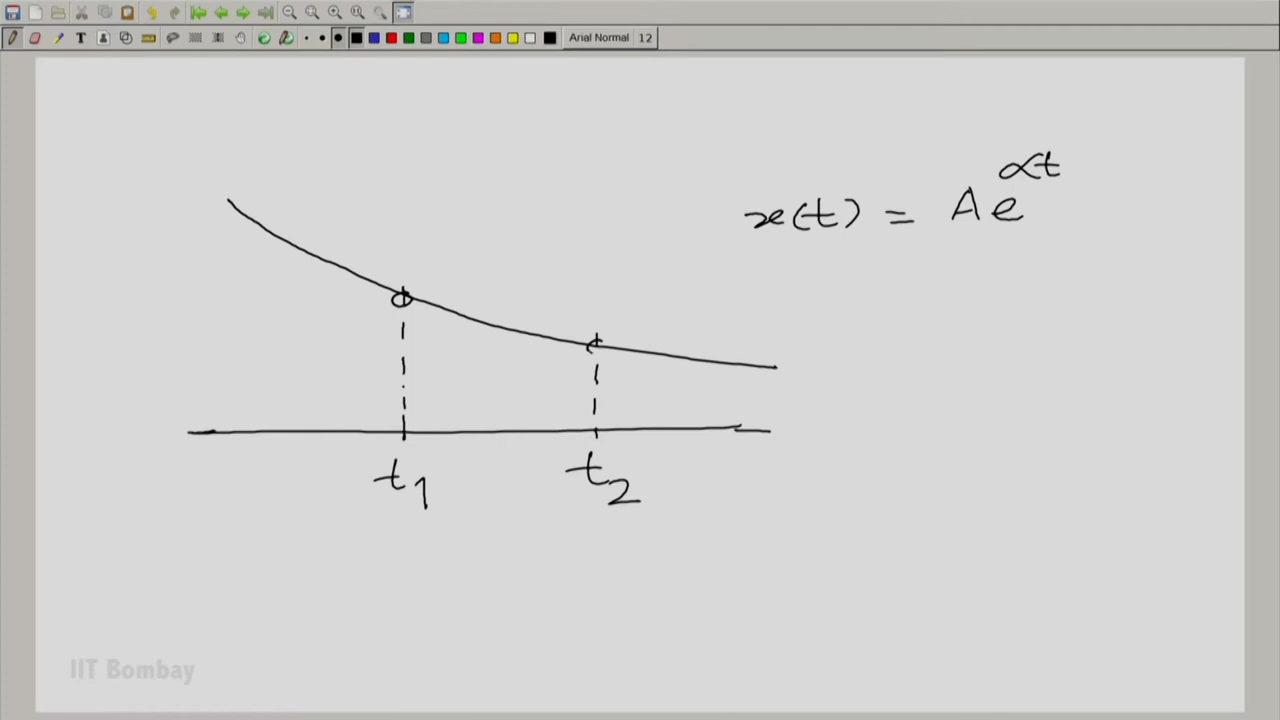 Arial Normal 12
x(t) = Ae^{αt}
t₁ t₂
IIT Bombay